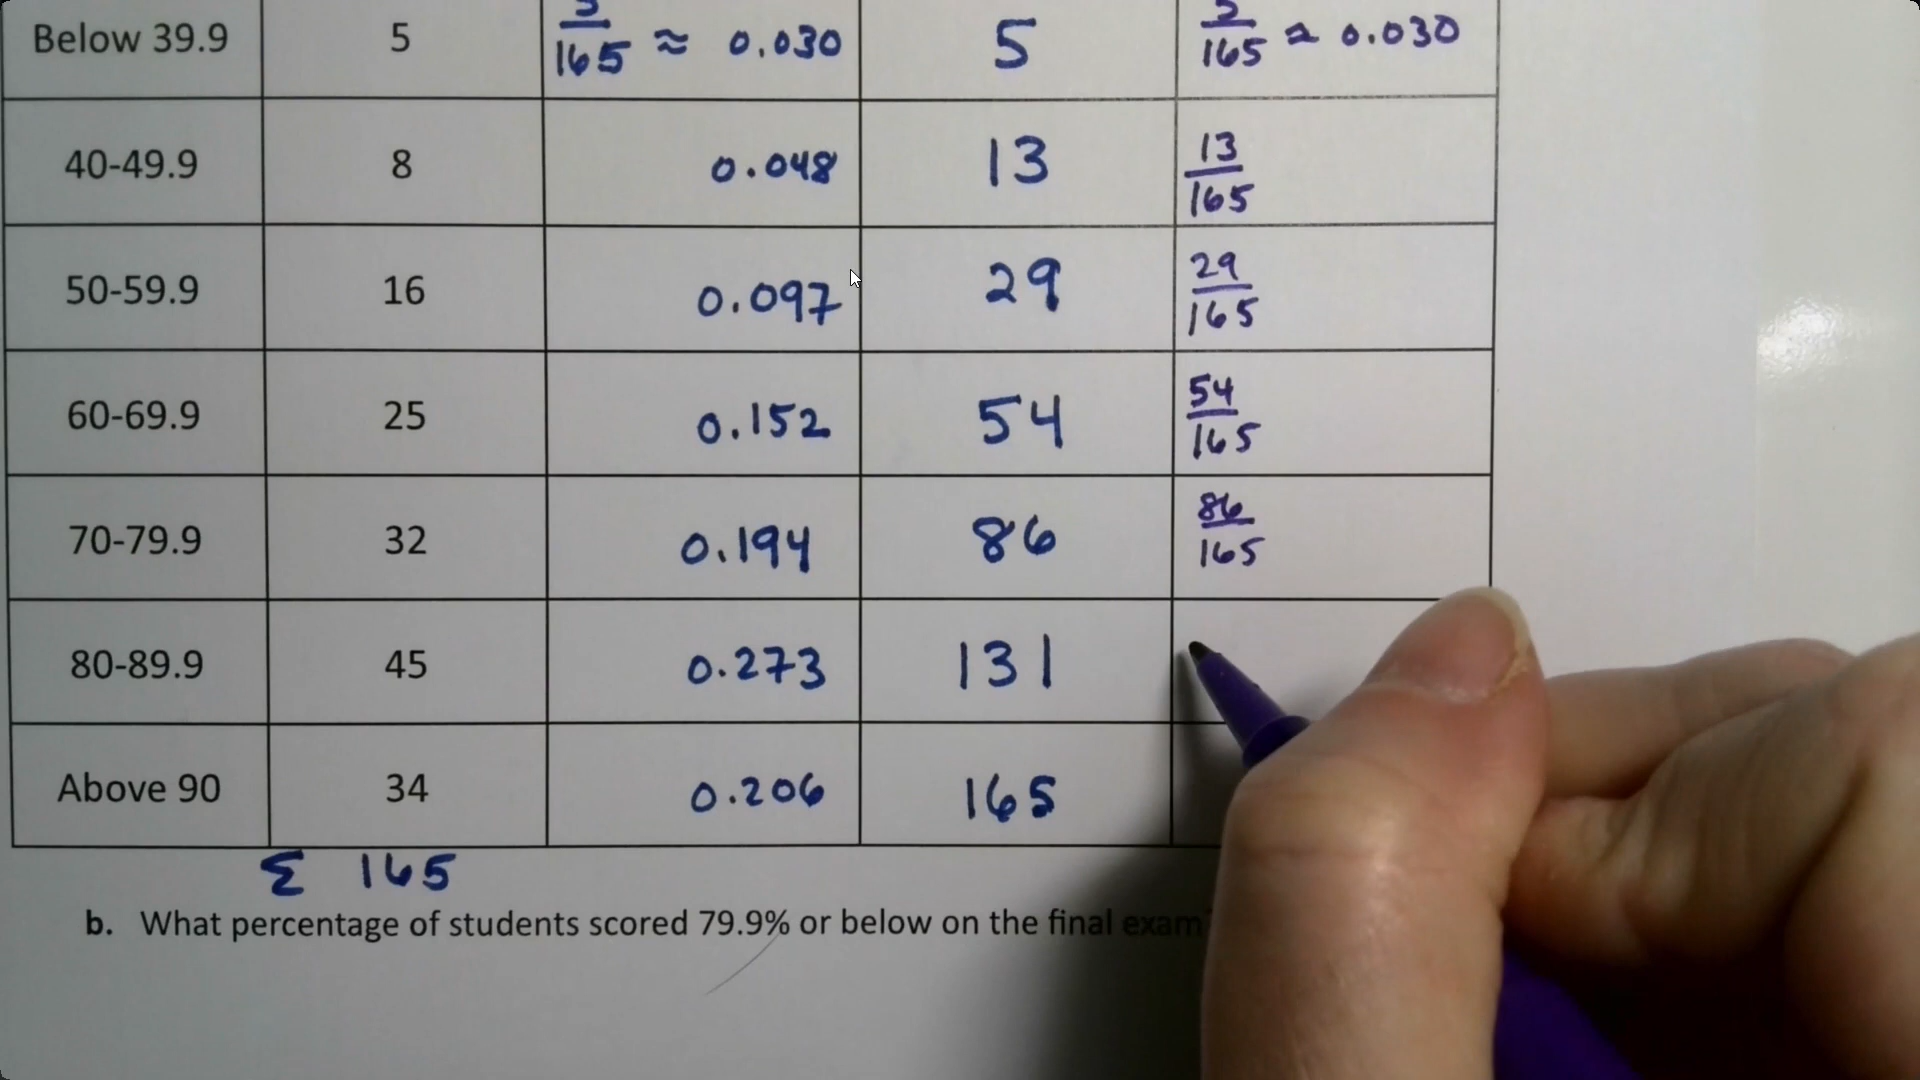 Below 39.9 5 5/165 ≈ 0.030 5 5/165 ≈ 0.030
40-49.9 8 0.048 13 13/165
50-59.9 16 0.097 29 29/165
60-69.9 25 0.152 54 54/165
70-79.9 32 0.194 86 86/165
80-89.9 45 0.273 131
Above 90 34 0.206 165
Σ 165
b. What percentage of students scored 79.9% or below on the final exam